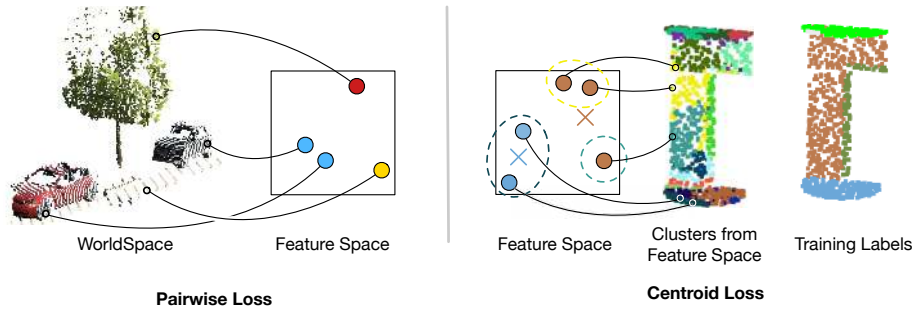 WorldSpace
Feature Space
Pairwise Loss
Feature Space
Clusters from
Feature Space
Training Labels
Centroid Loss